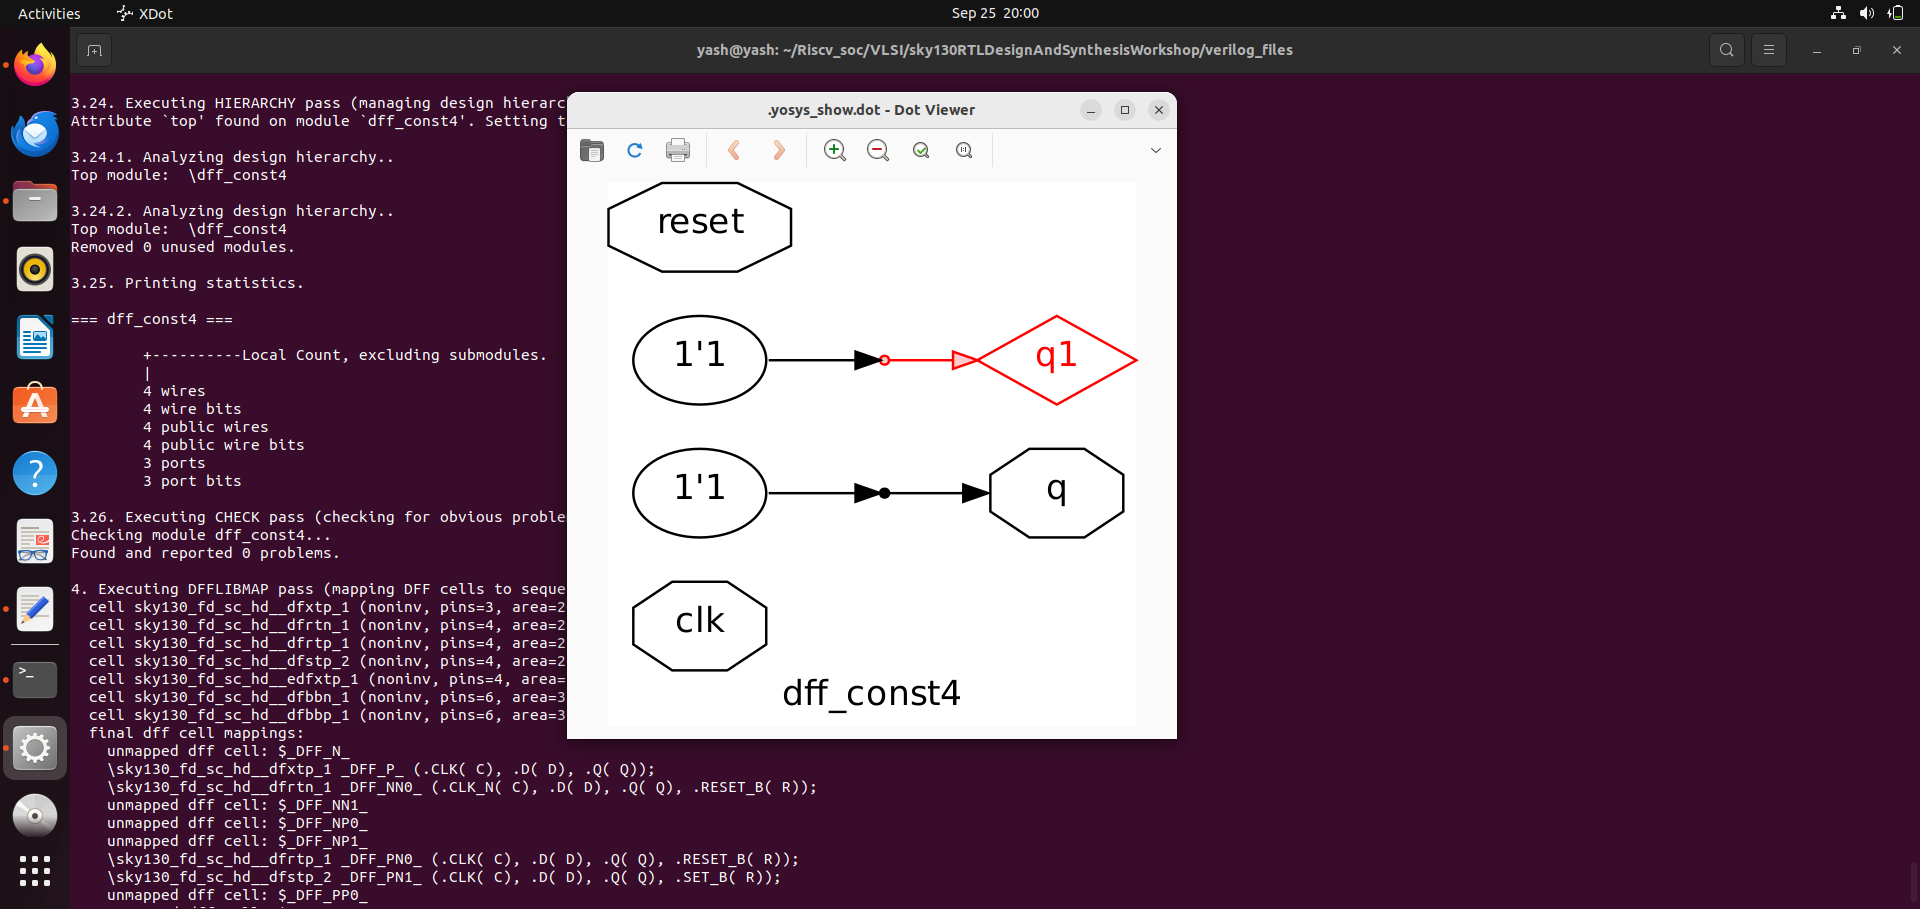 Activities
XDot
Sep 25  20:00
yash@yash: ~/Riscv_soc/VLSI/sky130RTLDesignAndSynthesisWorkshop/verilog_files
3.24. Executing HIERARCHY pass (managing design hierarc
Attribute `top' found on module `dff_const4'. Setting t
3.24.1. Analyzing design hierarchy..
Top module:  \dff_const4
3.24.2. Analyzing design hierarchy..
Top module:  \dff_const4
Removed 0 unused modules.
3.25. Printing statistics.
=== dff_const4 ===
+----------Local Count, excluding submodules.
|
4 wires
4 wire bits
4 public wires
4 public wire bits
3 ports
3 port bits
3.26. Executing CHECK pass (checking for obvious proble
Checking module dff_const4...
Found and reported 0 problems.
4. Executing DFFLIBMAP pass (mapping DFF cells to seque
cell sky130_fd_sc_hd__dfxtp_1 (noninv, pins=3, area=2
cell sky130_fd_sc_hd__dfrtn_1 (noninv, pins=4, area=2
cell sky130_fd_sc_hd__dfrtp_1 (noninv, pins=4, area=2
cell sky130_fd_sc_hd__dfstp_2 (noninv, pins=4, area=2
cell sky130_fd_sc_hd__edfxtp_1 (noninv, pins=4, area=
cell sky130_fd_sc_hd__dfbbn_1 (noninv, pins=6, area=3
cell sky130_fd_sc_hd__dfbbp_1 (noninv, pins=6, area=3
final dff cell mappings:
unmapped dff cell: $_DFF_N_
\sky130_fd_sc_hd__dfxtp_1 _DFF_P_ (.CLK( C), .D( D), .Q( Q));
\sky130_fd_sc_hd__dfrtn_1 _DFF_NN0_ (.CLK_N( C), .D( D), .Q( Q), .RESET_B( R));
unmapped dff cell: $_DFF_NN1_
unmapped dff cell: $_DFF_NP0_
unmapped dff cell: $_DFF_NP1_
\sky130_fd_sc_hd__dfrtp_1 _DFF_PN0_ (.CLK( C), .D( D), .Q( Q), .RESET_B( R));
\sky130_fd_sc_hd__dfstp_2 _DFF_PN1_ (.CLK( C), .D( D), .Q( Q), .SET_B( R));
unmapped dff cell: $_DFF_PP0_
.yosys_show.dot - Dot Viewer
reset
1'1
q1
1'1
q
clk
dff_const4